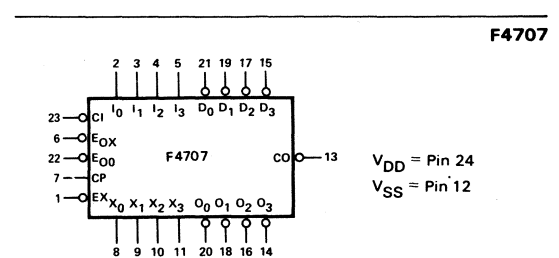 F4707
2 3 4 5 21 19 17 15
I0 I1 I2 I3 D0 D1 D2 D3
23 CI
6 EOX
22 EO0 F4707 CO 13
7 CP
1 EX X0 X1 X2 X3 O0 O1 O2 O3
8 9 10 11 20 18 16 14
VDD = Pin 24
VSS = Pin 12